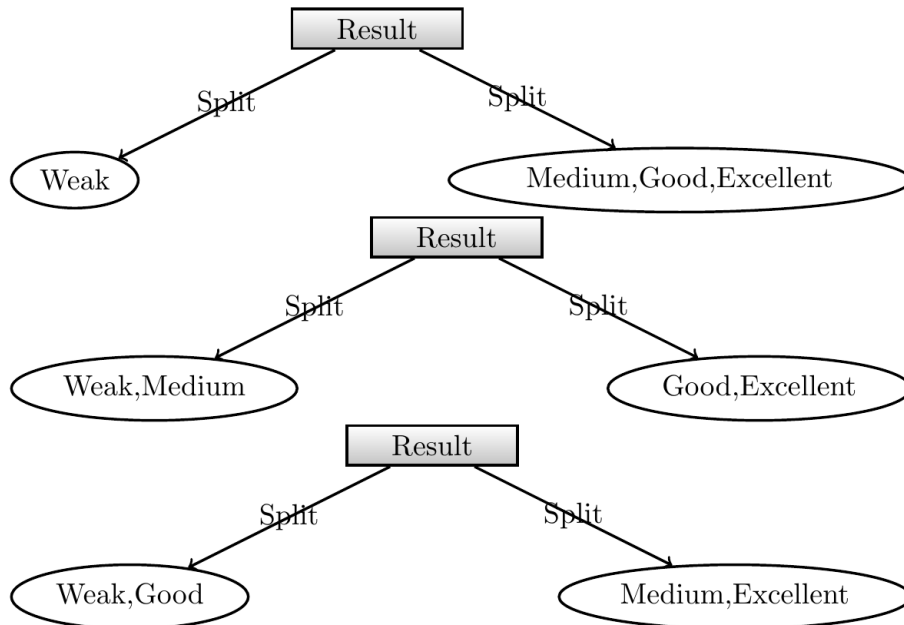 Result
Split
Split
Weak
Medium,Good,Excellent
Result
Split
Split
Weak,Medium
Good,Excellent
Result
Split
Split
Weak,Good
Medium,Excellent